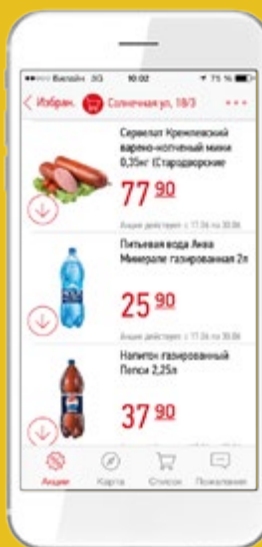 Билайн 3G 10:02 75 %
Избран. Солнечная ул, 18/3
Сервелат Кремлевский
варено-копченый мини
0,35кг (Стародворские
77 90
Акция действует с 17.06 по 30.06
Питьевая вода Аква
Минерале газированная 2л
25 90
Акция действует с 17.06 по 30.06
Напиток газированный
Пепси 2,25л
37 90
Акции Карта Список Пожелания